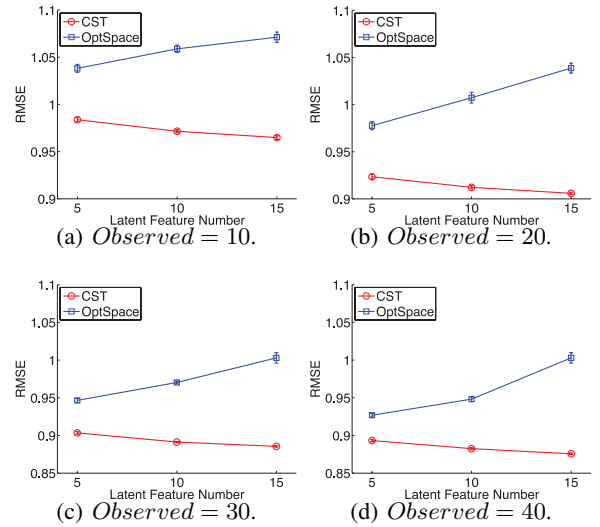 1.1
1.05
1
0.95
0.9
RMSE
CST
OptSpace
5 10 15
Latent Feature Number
(a) Observed = 10.
1.1
1.05
1
0.95
0.9
RMSE
CST
OptSpace
5 10 15
Latent Feature Number
(b) Observed = 20.
1.1
1.05
1
0.95
0.9
0.85
RMSE
CST
OptSpace
5 10 15
Latent Feature Number
(c) Observed = 30.
1.1
1.05
1
0.95
0.9
0.85
RMSE
CST
OptSpace
5 10 15
Latent Feature Number
(d) Observed = 40.